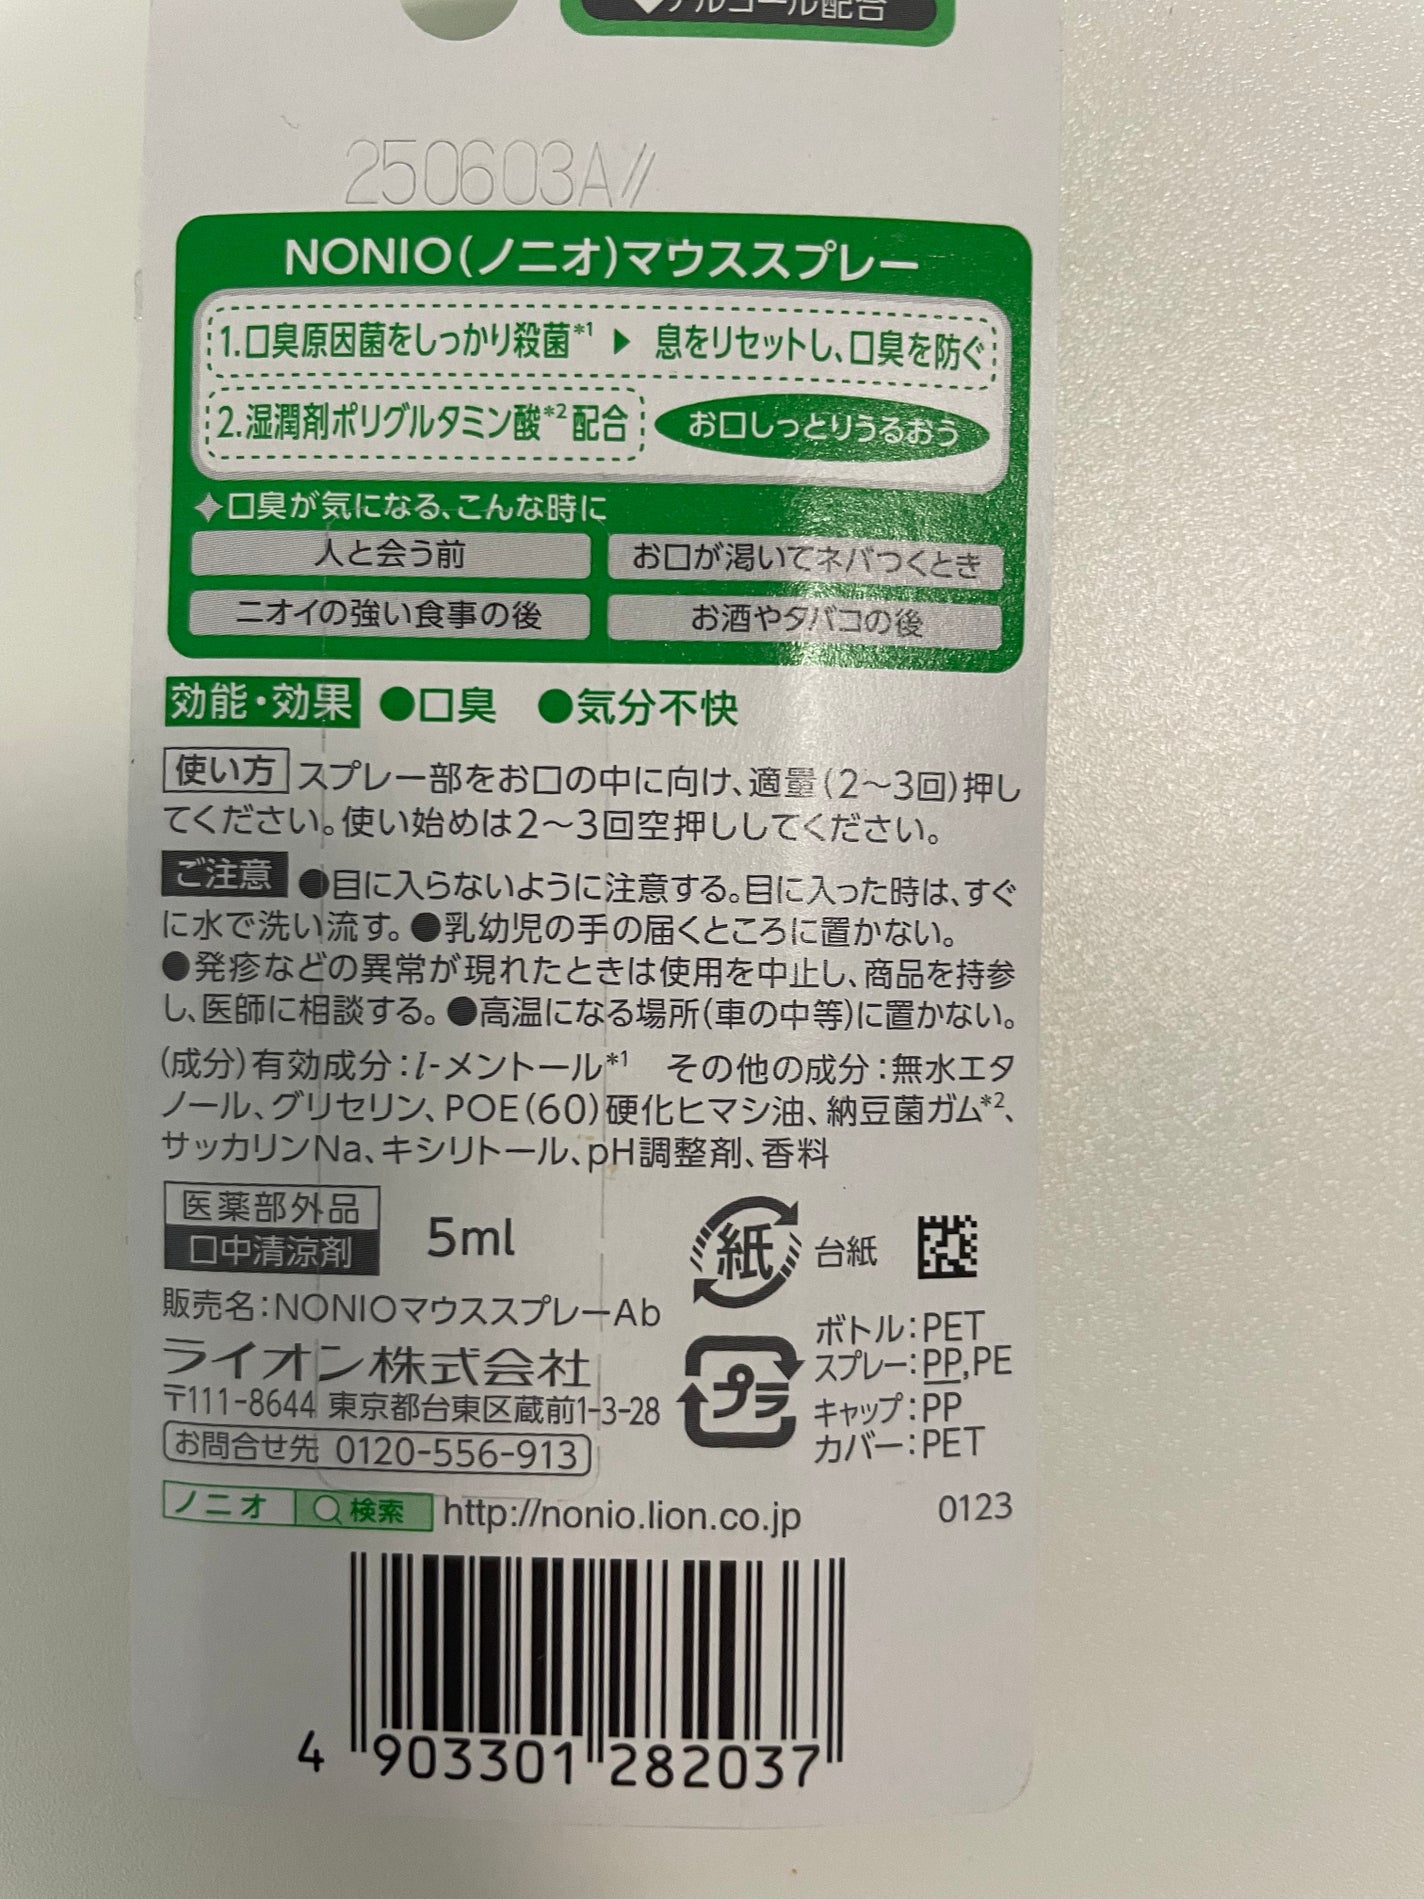 アルコール配合
250603A//
NONIO(ノニオ)マウススプレー
1.口臭原因菌をしっかり殺菌*1 ▶ 息をリセットし、口臭を防ぐ
2.湿潤剤ポリグルタミン酸*2配合 お口しっとりうるおう
口臭が気になる、こんな時に
人と会う前 お口が渇いてネバつくとき
ニオイの強い食事の後 お酒やタバコの後
効能・効果 ●口臭 ●気分不快
使い方 スプレー部をお口の中に向け、適量(2〜3回)押し
てください。使い始めは2〜3回空押ししてください。
ご注意 ●目に入らないように注意する。目に入った時は、すぐ
に水で洗い流す。●乳幼児の手の届くところに置かない。
●発疹などの異常が現れたときは使用を中止し、商品を持参
し、医師に相談する。●高温になる場所(車の中等)に置かない。
(成分)有効成分:l-メントール*1 その他の成分:無水エタ
ノール、グリセリン、POE(60)硬化ヒマシ油、納豆菌ガム*2、
サッカリンNa、キシリトール、pH調整剤、香料
医薬部外品
口中清涼剤
5ml
紙 台紙
販売名:NONIOマウススプレーAb
ライオン株式会社
〒111-8644 東京都台東区蔵前1-3-28
お問合せ先 0120-556-913
プラ
ボトル:PET
スプレー:PP,PE
キャップ:PP
カバー:PET
ノニオ 検索 http://nonio.lion.co.jp 0123
4 903301 282037